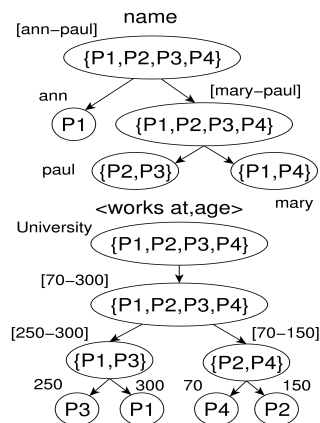 name
[ann-paul]
{P1,P2,P3,P4}
ann
[mary-paul]
P1
{P1,P2,P3,P4}
paul
{P2,P3}
{P1,P4}
mary
<works at,age>
University
{P1,P2,P3,P4}
[70-300]
{P1,P2,P3,P4}
[250-300]
[70-150]
{P1,P3}
{P2,P4}
250
300
70
150
P3
P1
P4
P2